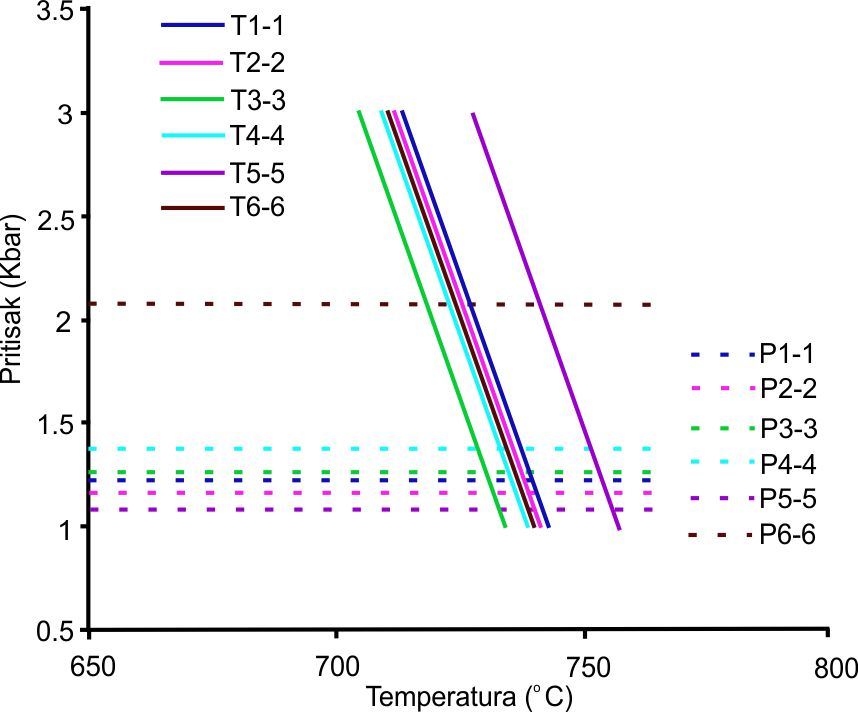 3.5
3
2.5
2
1.5
1
0.5
650
700
750
800
Pritisak (Kbar)
Temperatura (°C)
T1-1
T2-2
T3-3
T4-4
T5-5
T6-6
P1-1
P2-2
P3-3
P4-4
P5-5
P6-6